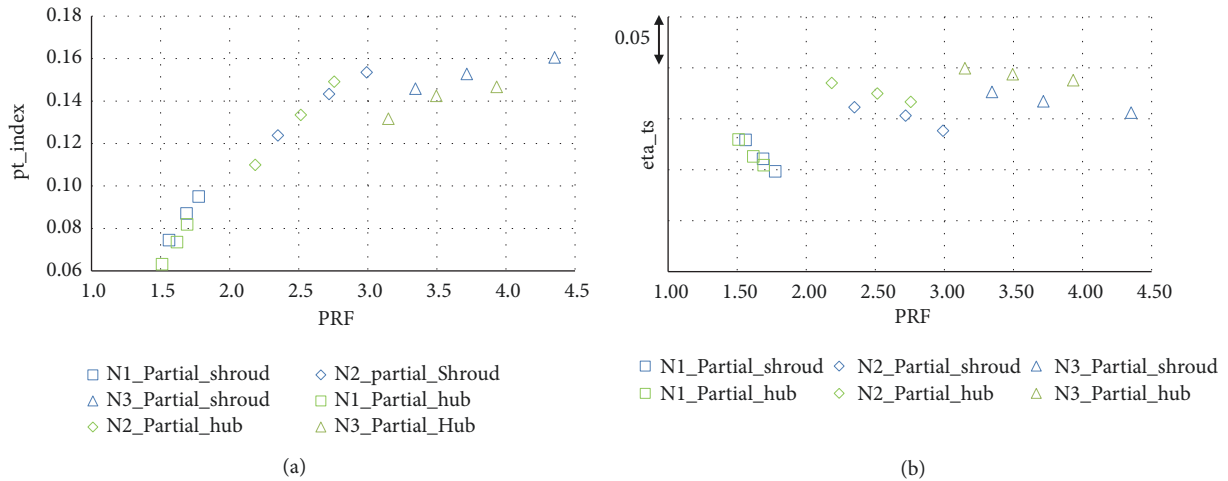 0.18
0.16
0.14
0.12
0.10
0.08
0.06
pt_index
1.0 1.5 2.0 2.5 3.0 3.5 4.0 4.5
PRF
N1_Partial_shroud N2_partial_Shroud
N3_Partial_shroud N1_Partial_hub
N2_Partial_hub N3_Partial_Hub
(a)
0.05
eta_ts
1.00 1.50 2.00 2.50 3.00 3.50 4.00 4.50
PRF
N1_Partial_shroud N2_Partial_shroud N3_Partial_shroud
N1_Partial_hub N2_Partial_hub N3_Partial_hub
(b)